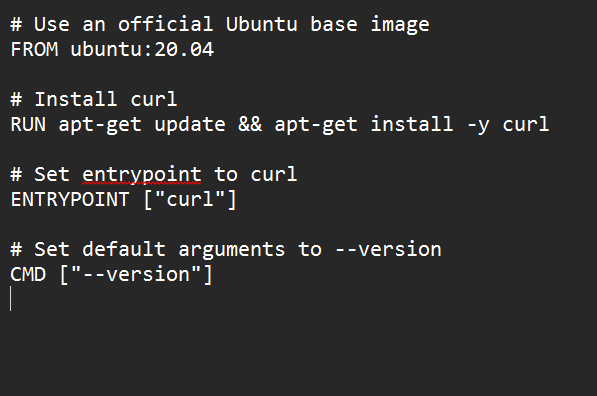 # Use an official Ubuntu base image
FROM ubuntu:20.04
# Install curl
RUN apt-get update && apt-get install -y curl
# Set entrypoint to curl
ENTRYPOINT ["curl"]
# Set default arguments to --version
CMD ["--version"]